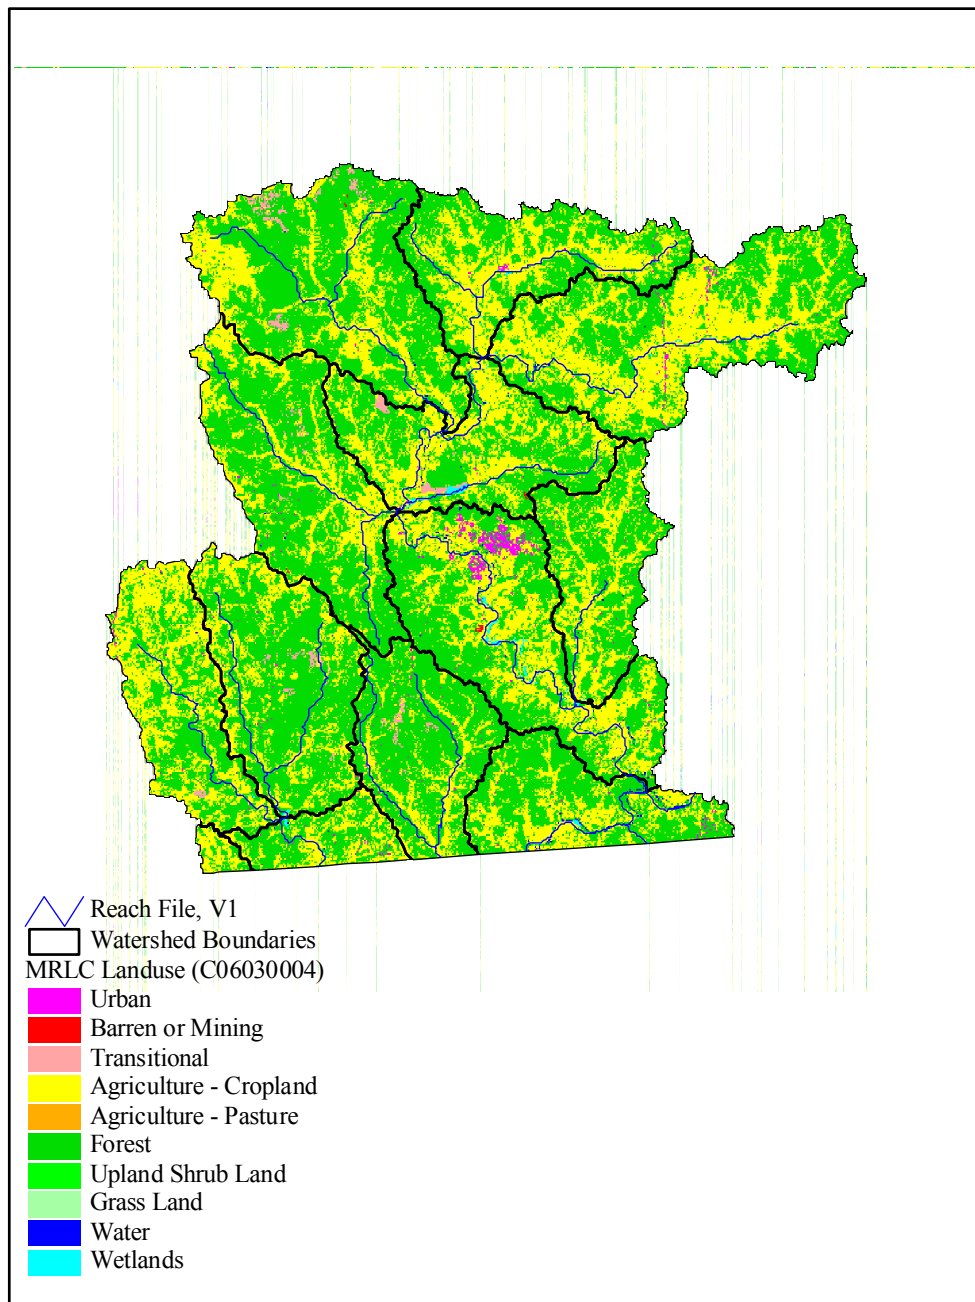 Reach File, V1
Watershed Boundaries
MRLC Landuse (C06030004)
Urban
Barren or Mining
Transitional
Agriculture - Cropland
Agriculture - Pasture
Forest
Upland Shrub Land
Grass Land
Water
Wetlands